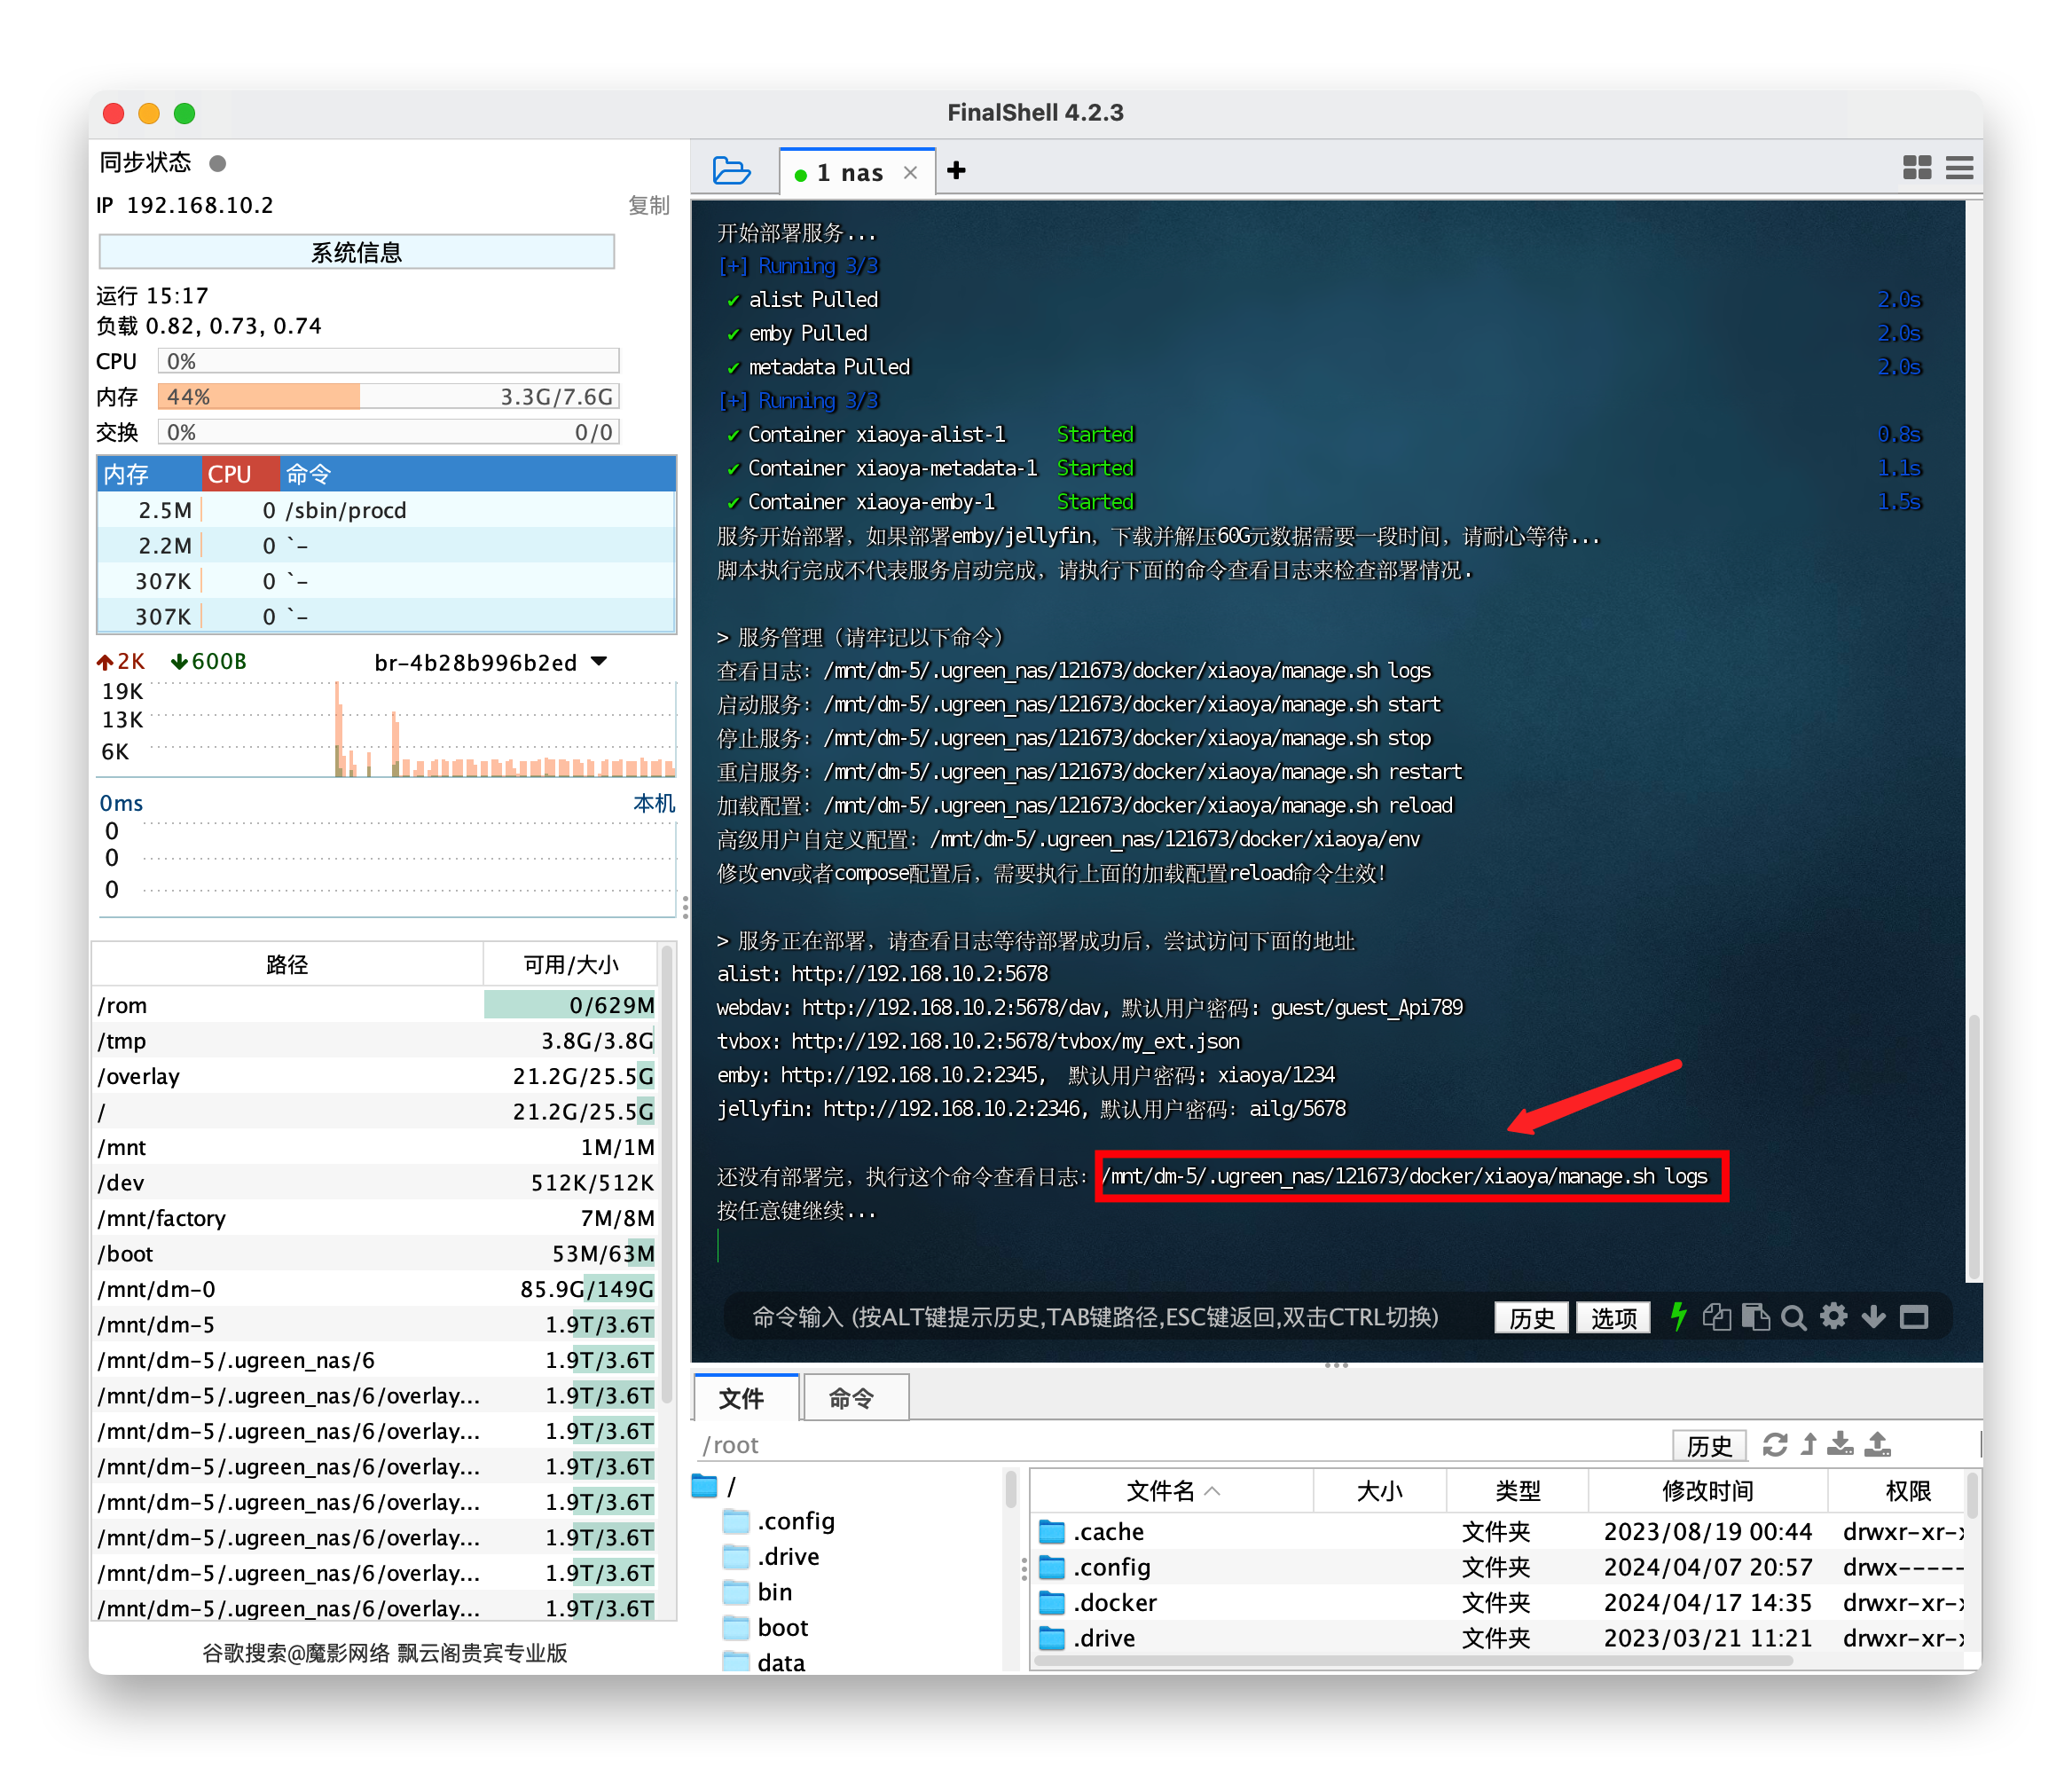 FinalShell 4.2.3
同步状态
IP 192.168.10.2
复制
系统信息
运行 15:17
负载 0.82, 0.73, 0.74
CPU 0%
内存 44% 3.3G/7.6G
交换 0% 0/0
内存 CPU 命令
2.5M 0 /sbin/procd
2.2M 0 `-
307K 0 `-
307K 0 `-
2K 600B br-4b28b996b2ed
19K
13K
6K
0ms 本机
0
0
0
路径 可用/大小
/rom 0/629M
/tmp 3.8G/3.8G
/overlay 21.2G/25.5G
/ 21.2G/25.5G
/mnt 1M/1M
/dev 512K/512K
/mnt/factory 7M/8M
/boot 53M/63M
/mnt/dm-0 85.9G/149G
/mnt/dm-5 1.9T/3.6T
/mnt/dm-5/.ugreen_nas/6 1.9T/3.6T
/mnt/dm-5/.ugreen_nas/6/overlay... 1.9T/3.6T
/mnt/dm-5/.ugreen_nas/6/overlay... 1.9T/3.6T
/mnt/dm-5/.ugreen_nas/6/overlay... 1.9T/3.6T
/mnt/dm-5/.ugreen_nas/6/overlay... 1.9T/3.6T
/mnt/dm-5/.ugreen_nas/6/overlay... 1.9T/3.6T
/mnt/dm-5/.ugreen_nas/6/overlay... 1.9T/3.6T
/mnt/dm-5/.ugreen_nas/6/overlay... 1.9T/3.6T
谷歌搜索@魔影网络 飘云阁贵宾专业版
1 nas
开始部署服务...
[+] Running 3/3
✔ alist Pulled 2.0s
✔ emby Pulled 2.0s
✔ metadata Pulled 2.0s
[+] Running 3/3
✔ Container xiaoya-alist-1 Started 0.8s
✔ Container xiaoya-metadata-1 Started 1.1s
✔ Container xiaoya-emby-1 Started 1.5s
服务开始部署，如果部署emby/jellyfin，下载并解压60G元数据需要一段时间，请耐心等待...
脚本执行完成不代表服务启动完成，请执行下面的命令查看日志来检查部署情况.
> 服务管理（请牢记以下命令）
查看日志：/mnt/dm-5/.ugreen_nas/121673/docker/xiaoya/manage.sh logs
启动服务：/mnt/dm-5/.ugreen_nas/121673/docker/xiaoya/manage.sh start
停止服务：/mnt/dm-5/.ugreen_nas/121673/docker/xiaoya/manage.sh stop
重启服务：/mnt/dm-5/.ugreen_nas/121673/docker/xiaoya/manage.sh restart
加载配置：/mnt/dm-5/.ugreen_nas/121673/docker/xiaoya/manage.sh reload
高级用户自定义配置：/mnt/dm-5/.ugreen_nas/121673/docker/xiaoya/env
修改env或者compose配置后，需要执行上面的加载配置reload命令生效！
> 服务正在部署，请查看日志等待部署成功后，尝试访问下面的地址
alist: http://192.168.10.2:5678
webdav: http://192.168.10.2:5678/dav, 默认用户密码: guest/guest_Api789
tvbox: http://192.168.10.2:5678/tvbox/my_ext.json
emby: http://192.168.10.2:2345, 默认用户密码: xiaoya/1234
jellyfin: http://192.168.10.2:2346, 默认用户密码：ailg/5678
还没有部署完，执行这个命令查看日志：/mnt/dm-5/.ugreen_nas/121673/docker/xiaoya/manage.sh logs
按任意键继续...
命令输入 (按ALT键提示历史,TAB键路径,ESC键返回,双击CTRL切换)
历史
选项
文件
命令
/root
历史
/
.config
.drive
bin
boot
data
文件名 大小 类型 修改时间 权限
.cache 文件夹 2023/08/19 00:44 drwxr-xr-x
.config 文件夹 2024/04/07 20:57 drwx-----
.docker 文件夹 2024/04/17 14:35 drwxr-xr-x
.drive 文件夹 2023/03/21 11:21 drwxr-xr-x